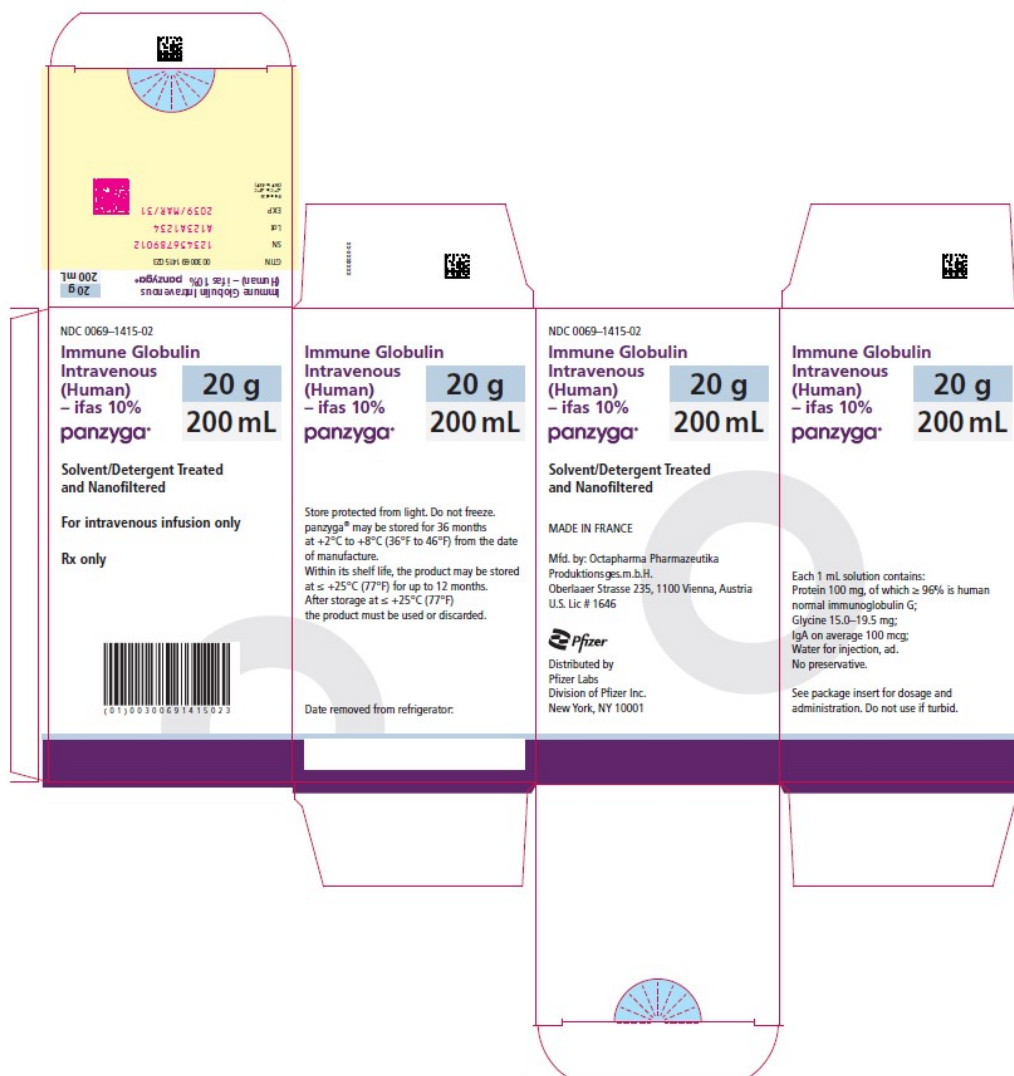 Immune Globulin Intravenous
(Human) – ifas 10% panzyga®
20 g
200 mL
GTIN 00 300 69 1415 023
SN 123456789012
Lot A123A1234
EXP 2039/MAR/31
NDC 0069–1415-02
Immune Globulin
Intravenous
(Human)
– ifas 10%
panzyga®
20 g
200 mL
Solvent/Detergent Treated
and Nanofiltered
For intravenous infusion only
Rx only
(01)00300691415023
Immune Globulin
Intravenous
(Human)
– ifas 10%
panzyga®
20 g
200 mL
Store protected from light. Do not freeze.
panzyga® may be stored for 36 months
at +2°C to +8°C (36°F to 46°F) from the date
of manufacture.
Within its shelf life, the product may be stored
at ≤ +25°C (77°F) for up to 12 months.
After storage at ≤ +25°C (77°F)
the product must be used or discarded.
Date removed from refrigerator:
NDC 0069–1415-02
Immune Globulin
Intravenous
(Human)
– ifas 10%
panzyga®
20 g
200 mL
Solvent/Detergent Treated
and Nanofiltered
MADE IN FRANCE
Mfd. by: Octapharma Pharmazeutika
Produktionsges.m.b.H.
Oberlaaer Strasse 235, 1100 Vienna, Austria
U.S. Lic # 1646
Pfizer
Distributed by
Pfizer Labs
Division of Pfizer Inc.
New York, NY 10001
Immune Globulin
Intravenous
(Human)
– ifas 10%
panzyga®
20 g
200 mL
Each 1 mL solution contains:
Protein 100 mg, of which ≥ 96% is human
normal immunoglobulin G;
Glycine 15.0–19.5 mg;
IgA on average 100 mcg;
Water for injection, ad.
No preservative.
See package insert for dosage and
administration. Do not use if turbid.